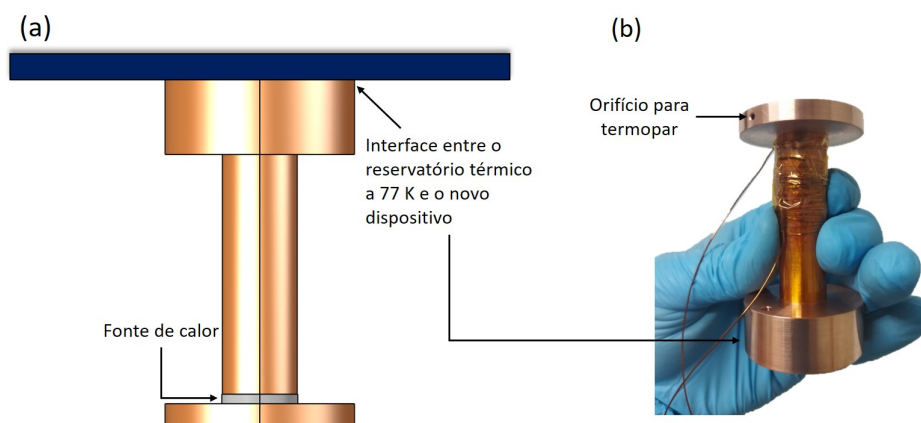 (a)
(b)
Orifício para
termopar
Interface entre o
reservatório térmico
a 77 K e o novo
dispositivo
Fonte de calor